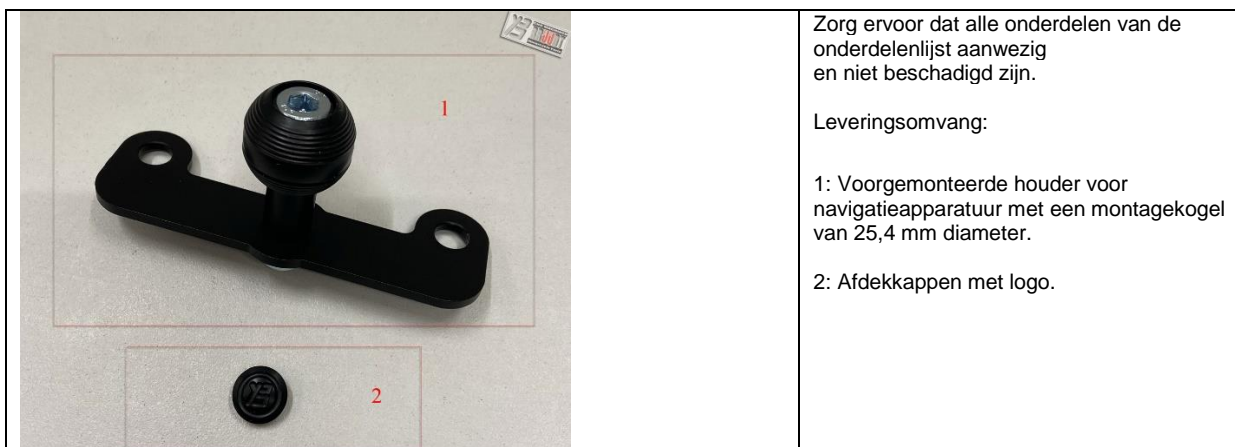 1
2
Zorg ervoor dat alle onderdelen van de
onderdelenlijst aanwezig
en niet beschadigd zijn.
Leveringsomvang:
1: Voorgemonteerde houder voor
navigatieapparatuur met een montagekogel
van 25,4 mm diameter.
2: Afdekkappen met logo.